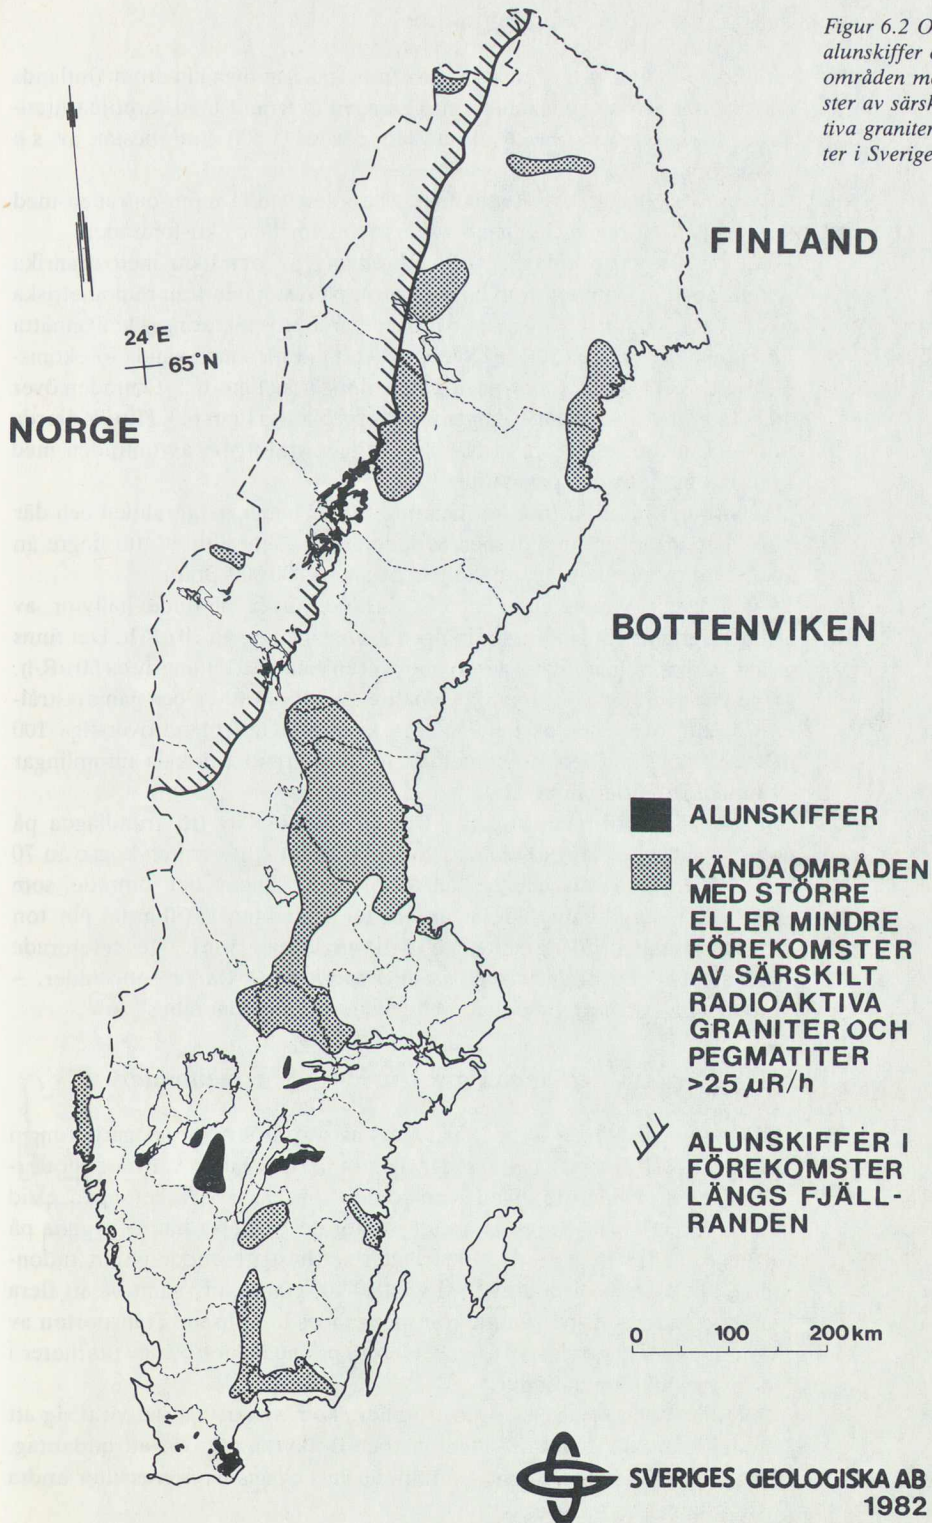 Figur 6.2 O
alunskiffer
områden m
ster av särsk
tiva graniter
ter i Sverige
FINLAND
24°E
65°N
NORGE
BOTTENVIKEN
ALUNSKIFFER
KÄNDA OMRÅDEN
MED STÖRRE
ELLER MINDRE
FÖREKOMSTER
AV SÄRSKILT
RADIOAKTIVA
GRANITER OCH
PEGMATITER
>25 µR/h
ALUNSKIFFER I
FÖREKOMSTER
LÄNGS FJÄLL-
RANDEN
0 100 200 km
SVERIGES GEOLOGISKA AB
1982